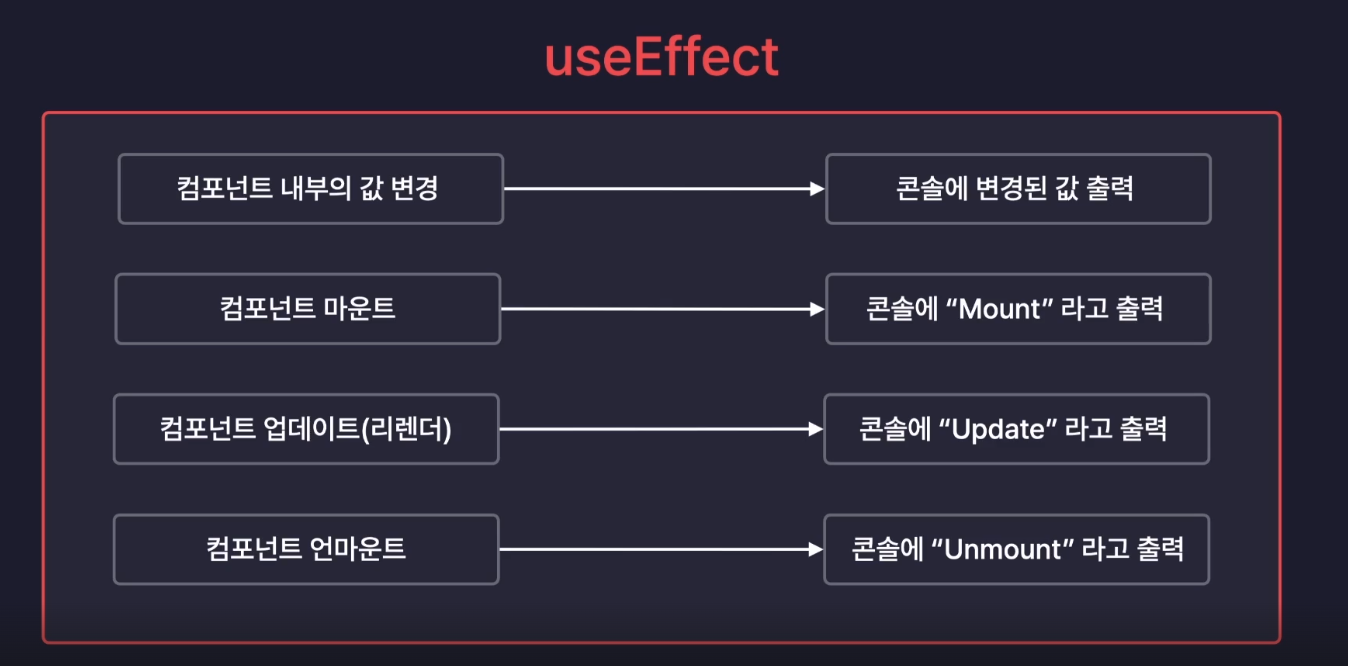 useEffect
컴포넌트 내부의 값 변경
콘솔에 변경된 값 출력
컴포넌트 마운트
콘솔에 “Mount” 라고 출력
컴포넌트 업데이트(리렌더)
콘솔에 “Update” 라고 출력
컴포넌트 언마운트
콘솔에 “Unmount” 라고 출력